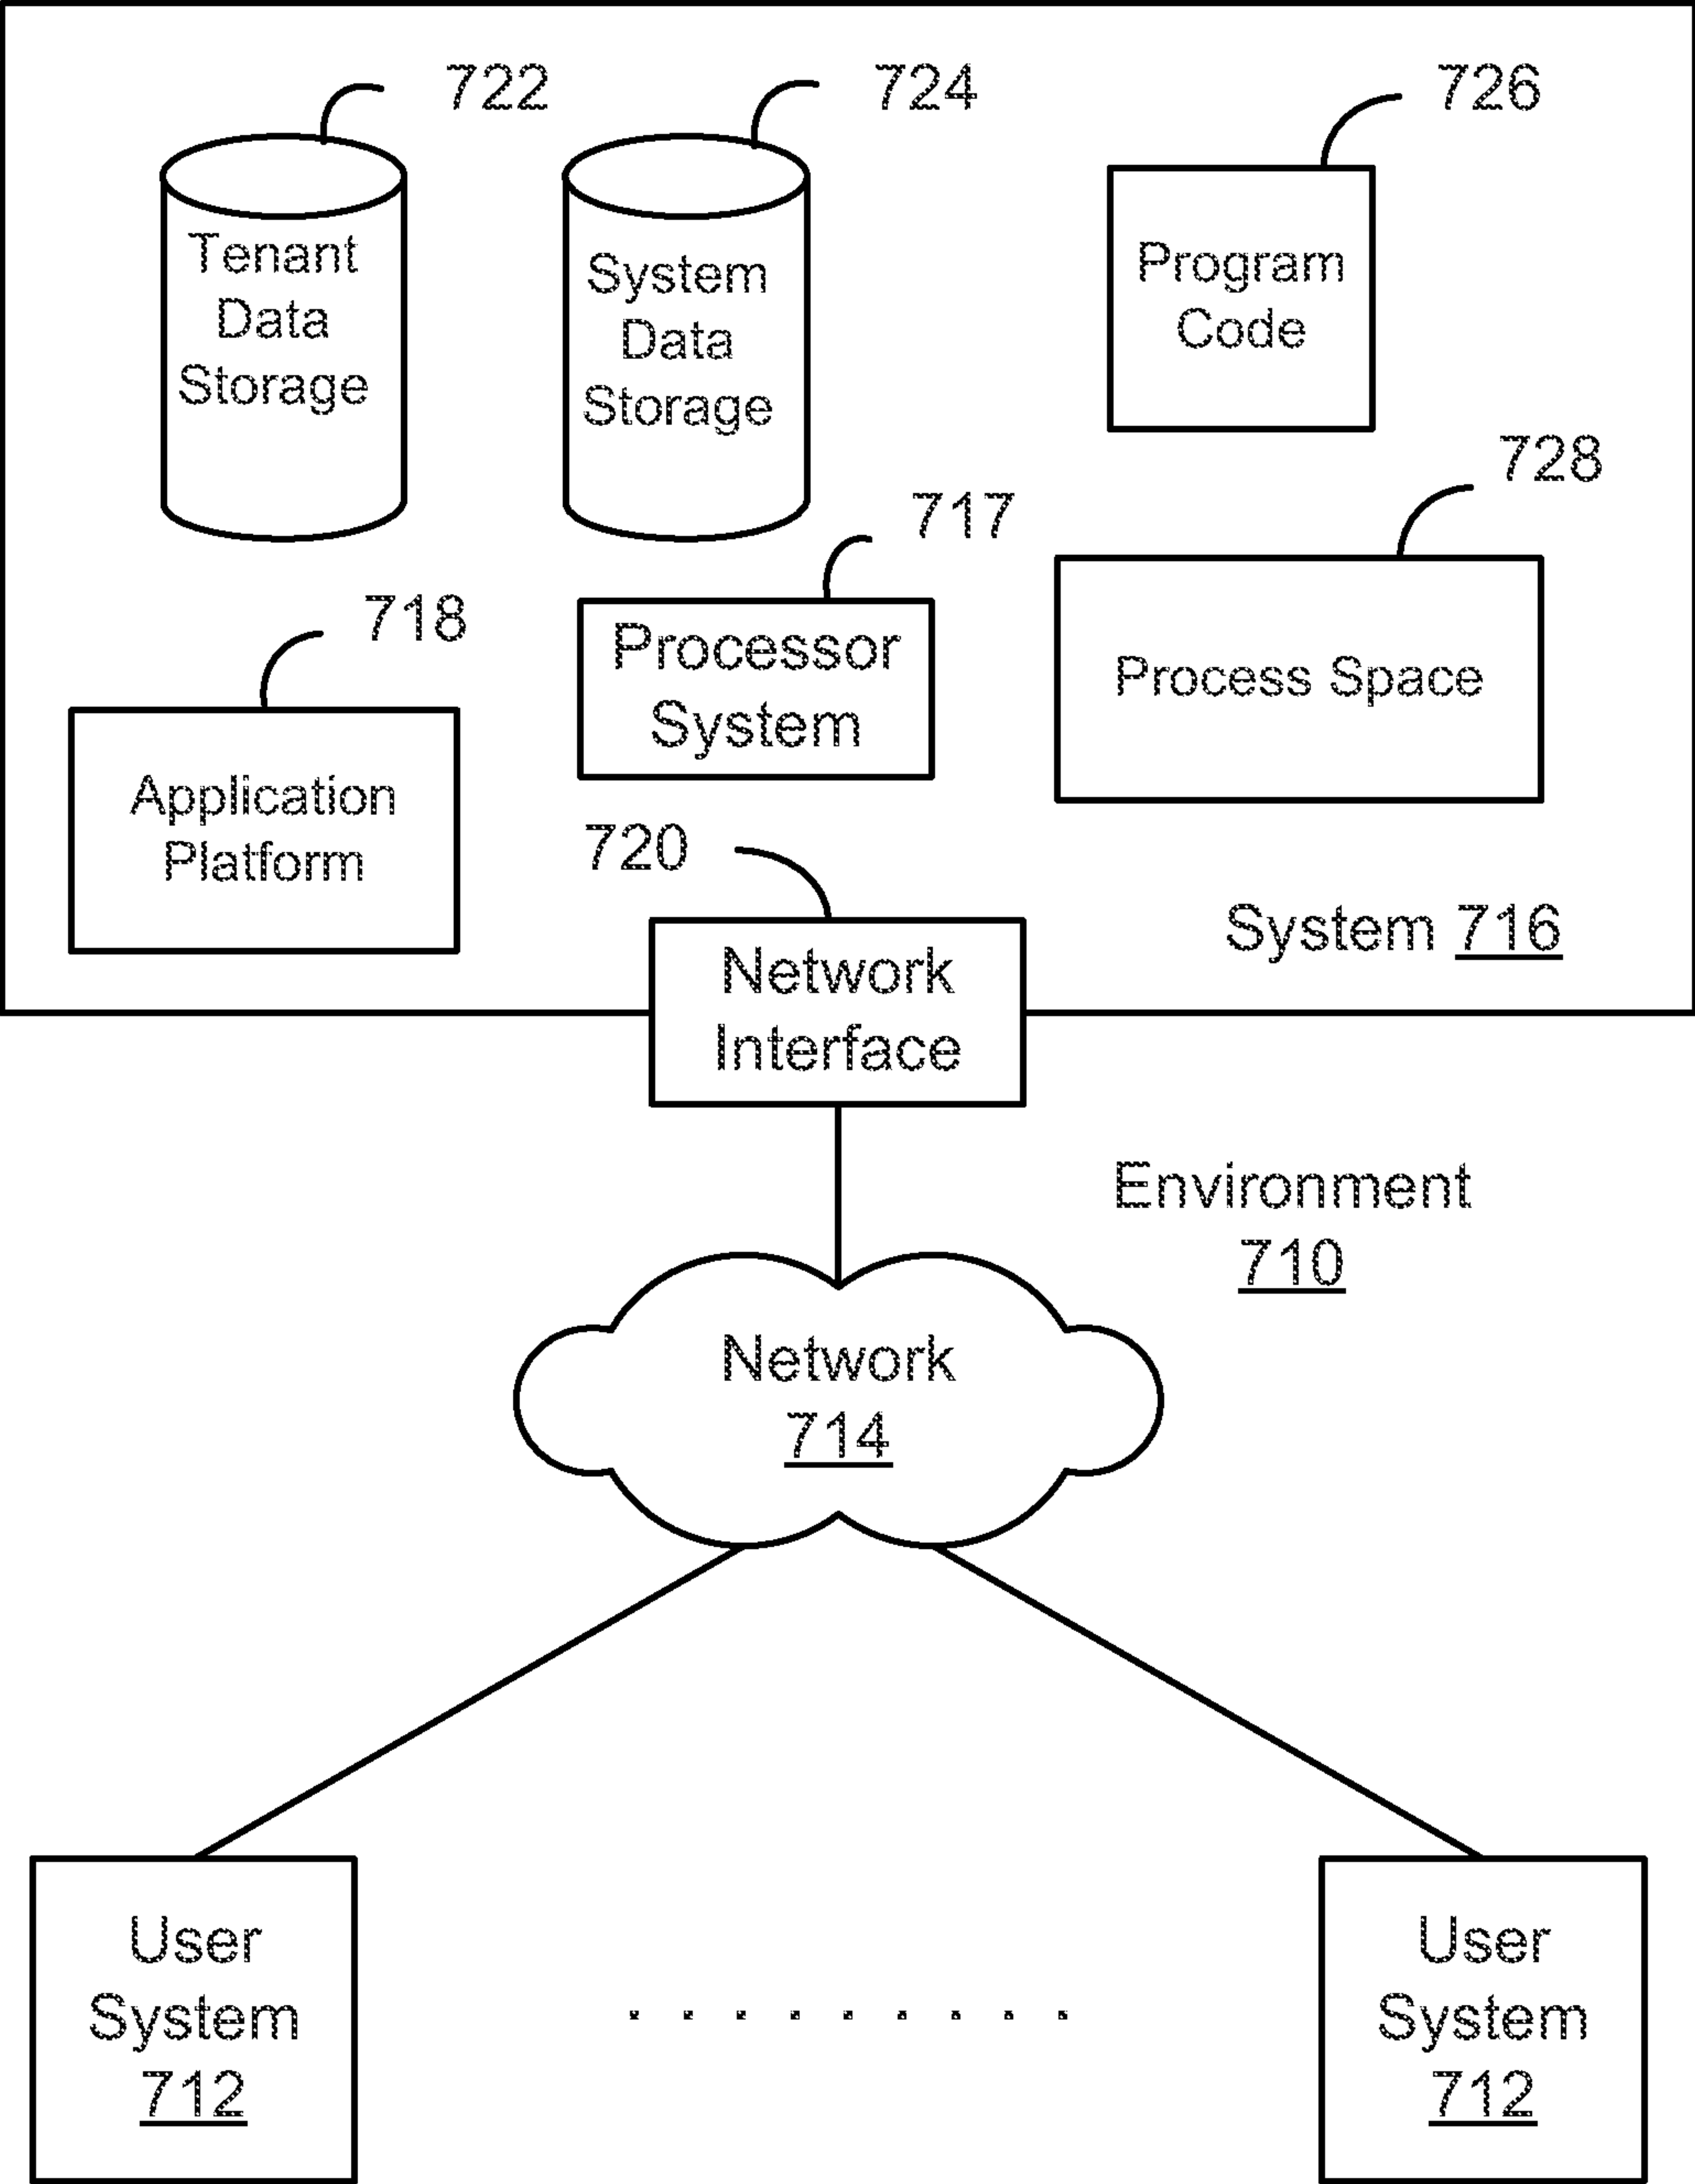 722
724
726
Tenant
Data
Storage
System
Data
Storage
Program
Code
728
717
718
Processor
System
Process Space
Application
Platform
720
System 716
Network
Interface
Environment
710
Network
714
User
System
712
.........
User
System
712